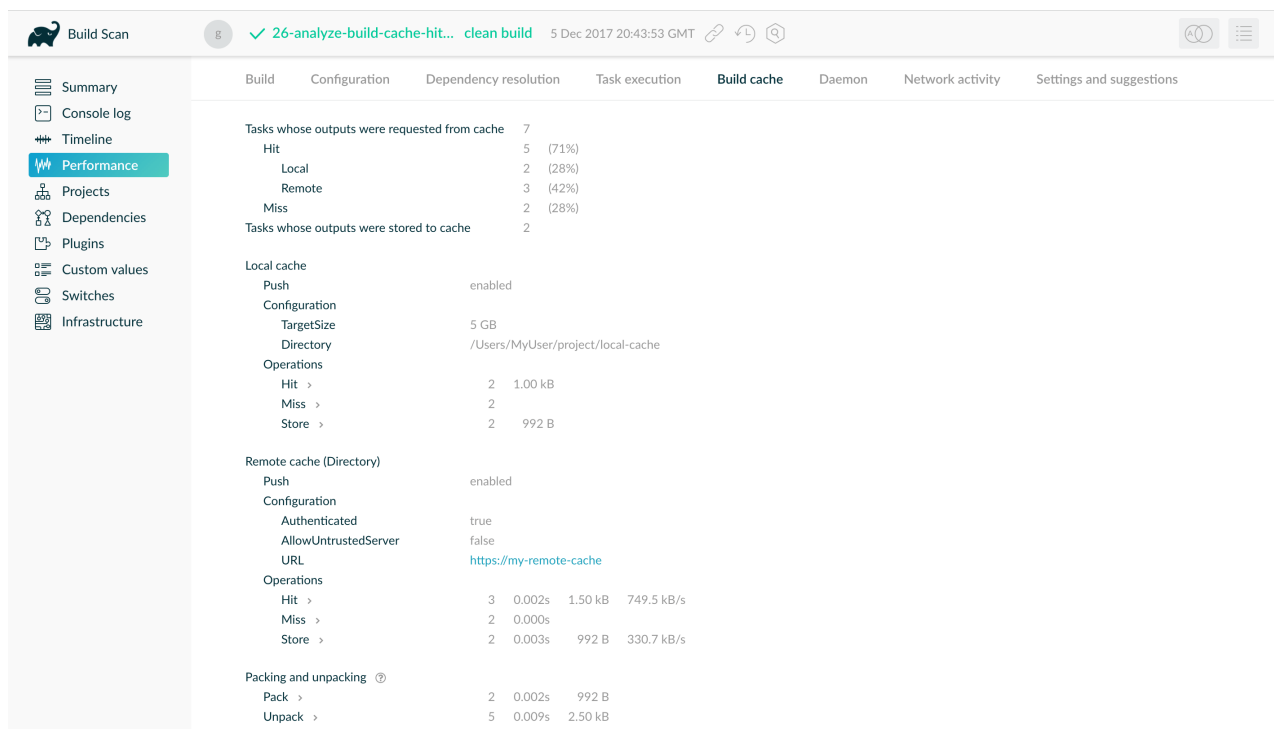 Build Scan
g
26-analyze-build-cache-hit... clean build 5 Dec 2017 20:43:53 GMT
Summary
Console log
Timeline
Performance
Projects
Dependencies
Plugins
Custom values
Switches
Infrastructure
Build Configuration Dependency resolution Task execution Build cache Daemon Network activity Settings and suggestions
Tasks whose outputs were requested from cache 7
Hit 5 (71%)
Local 2 (28%)
Remote 3 (42%)
Miss 2 (28%)
Tasks whose outputs were stored to cache 2
Local cache
Push enabled
Configuration
TargetSize 5 GB
Directory /Users/MyUser/project/local-cache
Operations
Hit > 2 1.00 kB
Miss > 2
Store > 2 992 B
Remote cache (Directory)
Push enabled
Configuration
Authenticated true
AllowUntrustedServer false
URL https://my-remote-cache
Operations
Hit > 3 0.002s 1.50 kB 749.5 kB/s
Miss > 2 0.000s
Store > 2 0.003s 992 B 330.7 kB/s
Packing and unpacking ?
Pack > 2 0.002s 992 B
Unpack > 5 0.009s 2.50 kB